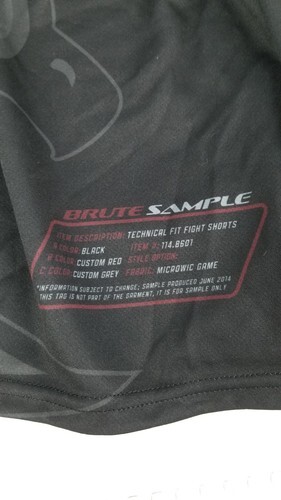 BRUTE SAMPLE
ITEM DESCRIPTION: TECHNICAL FIT FIGHT SHORTS
A COLOR: BLACK ITEM #: 114.8601
B COLOR: CUSTOM RED STYLE OPTION:
C COLOR: CUSTOM GREY FABRIC: MICROWIC GAME
*INFORMATION SUBJECT TO CHANGE; SAMPLE PRODUCED JUNE 2014
THIS TAG IS NOT PART OF THE GARMENT, IT IS FOR SAMPLE ONLY